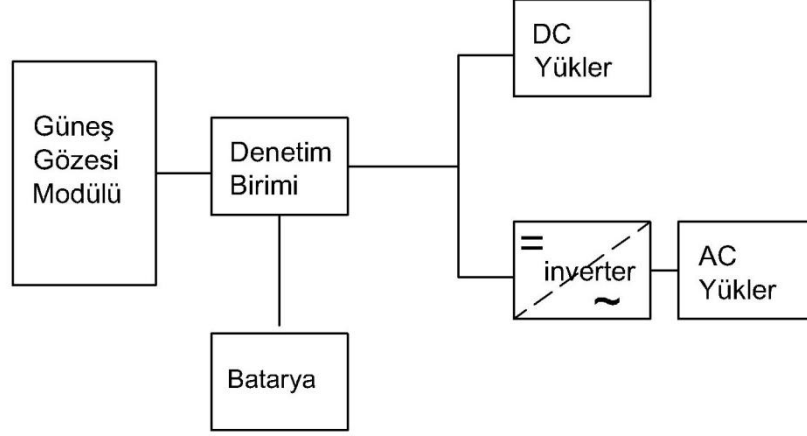 Güneş
Gözesi
Modülü
Denetim
Birimi
Batarya
DC
Yükler
=
inverter
~
AC
Yükler